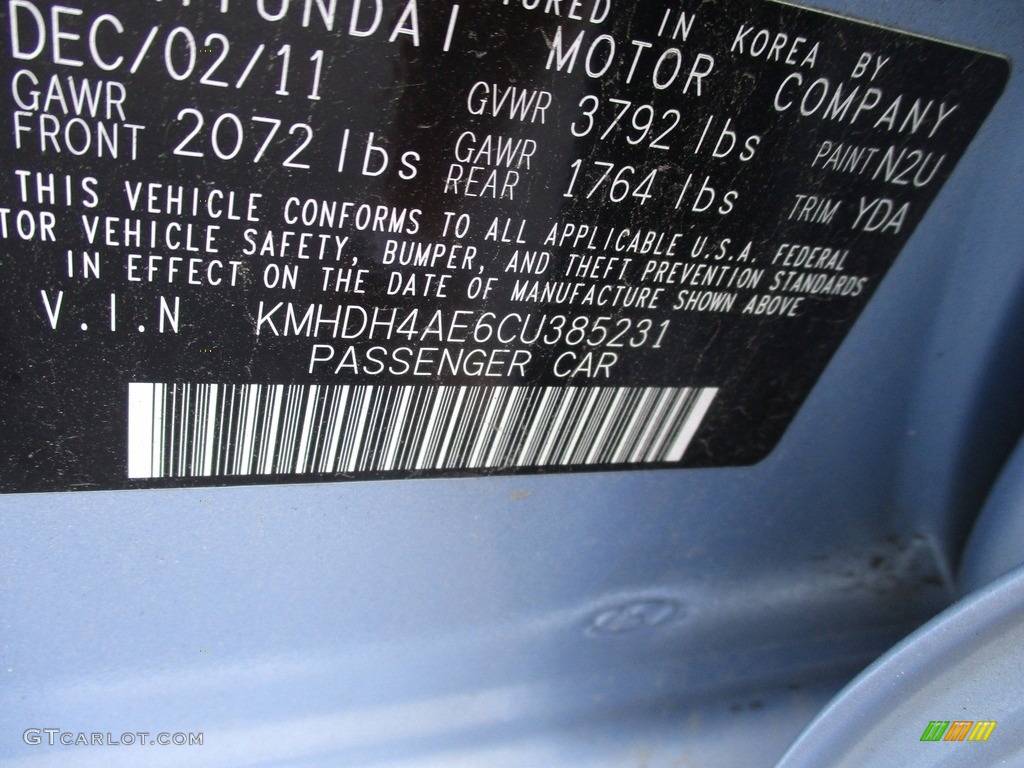 HYUNDAI MOTOR COMPANY
IN KOREA BY
DEC/02/11
GVWR 3792 lbs
PAINT N2U
GAWR FRONT 2072 lbs
GAWR REAR 1764 lbs
TRIM YDA
THIS VEHICLE CONFORMS TO ALL APPLICABLE U.S.A. FEDERAL
TOR VEHICLE SAFETY, BUMPER, AND THEFT PREVENTION STANDARDS
IN EFFECT ON THE DATE OF MANUFACTURE SHOWN ABOVE
V.I.N KMHDH4AE6CU385231
PASSENGER CAR
GTCARLOT.COM